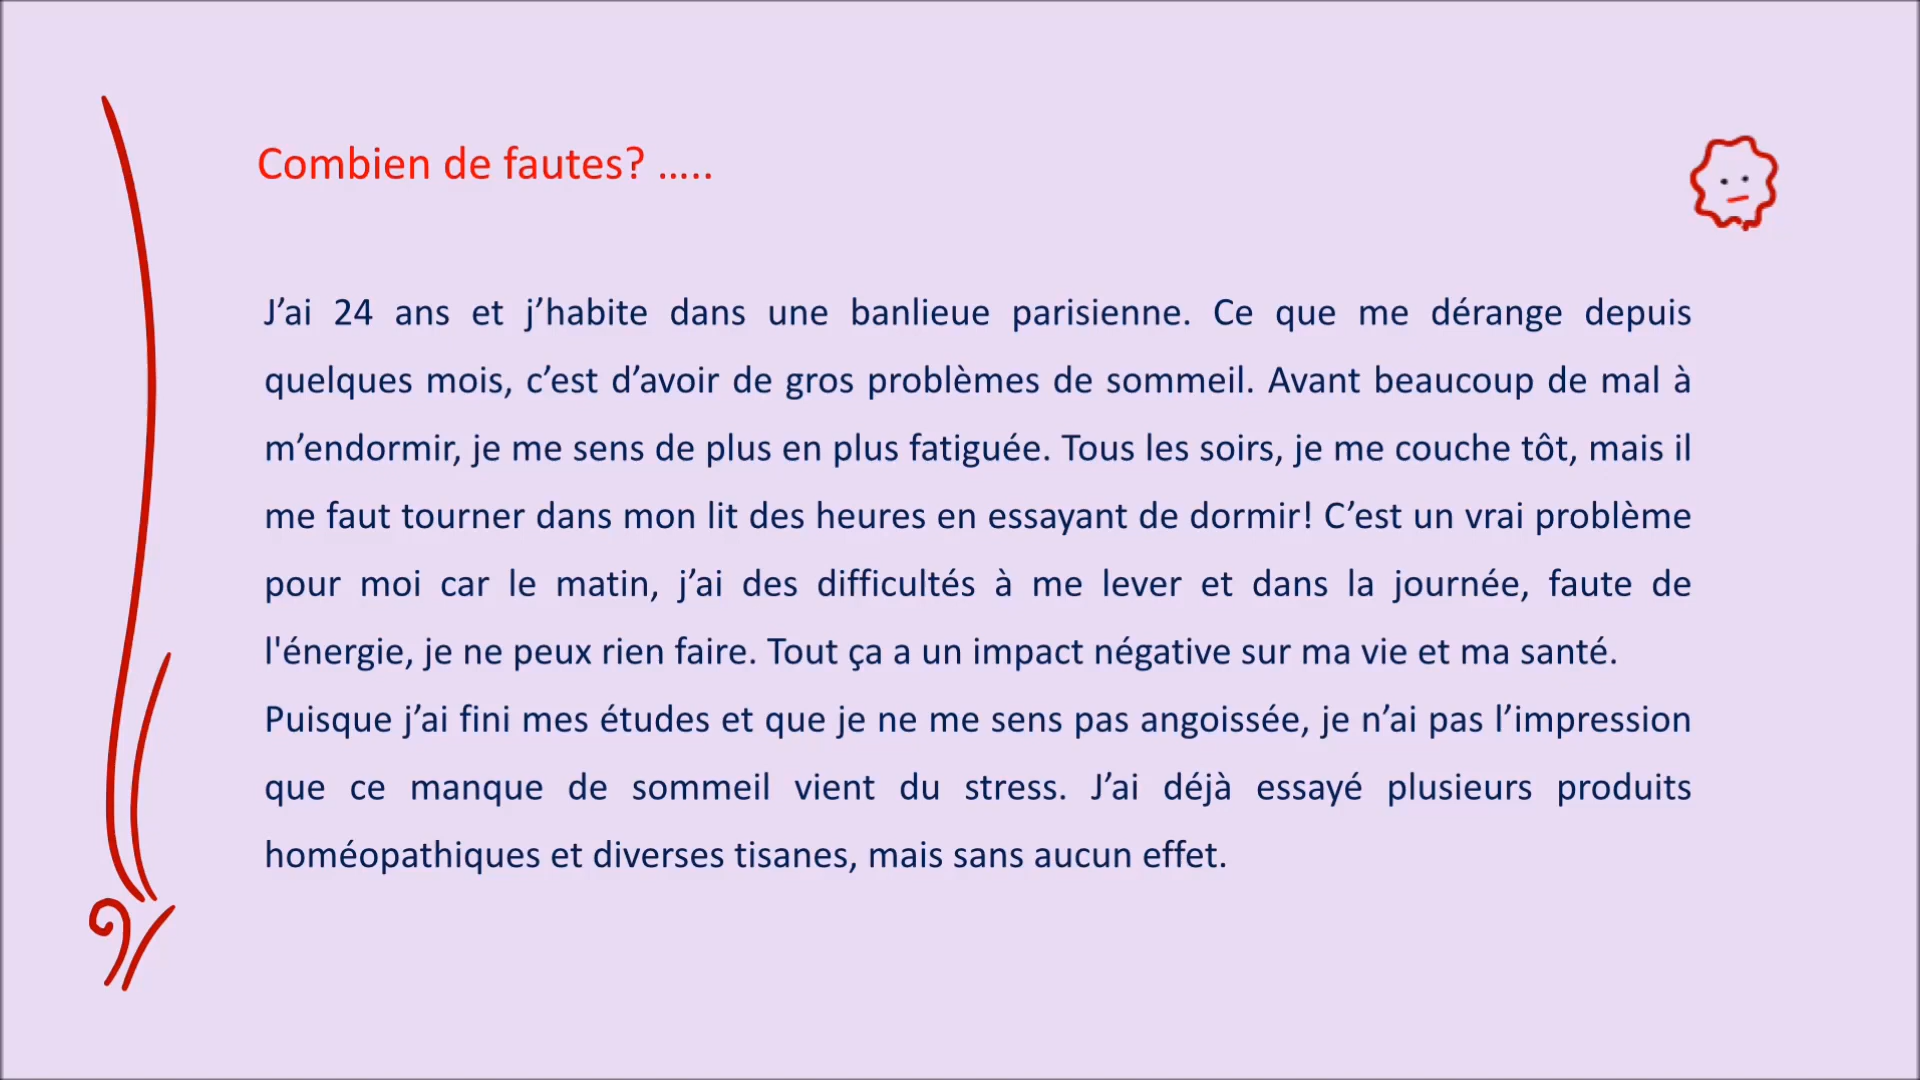 Combien de fautes? .....
J’ai 24 ans et j’habite dans une banlieue parisienne. Ce que me dérange depuis
quelques mois, c’est d’avoir de gros problèmes de sommeil. Avant beaucoup de mal à
m’endormir, je me sens de plus en plus fatiguée. Tous les soirs, je me couche tôt, mais il
me faut tourner dans mon lit des heures en essayant de dormir! C’est un vrai problème
pour moi car le matin, j’ai des difficultés à me lever et dans la journée, faute de
l'énergie, je ne peux rien faire. Tout ça a un impact négative sur ma vie et ma santé.
Puisque j’ai fini mes études et que je ne me sens pas angoissée, je n’ai pas l’impression
que ce manque de sommeil vient du stress. J’ai déjà essayé plusieurs produits
homéopathiques et diverses tisanes, mais sans aucun effet.